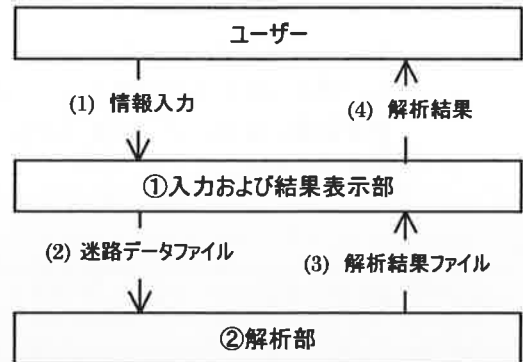 ユーザー
(1) 情報入力
(4) 解析結果
①入力および結果表示部
(2) 迷路データファイル
(3) 解析結果ファイル
②解析部